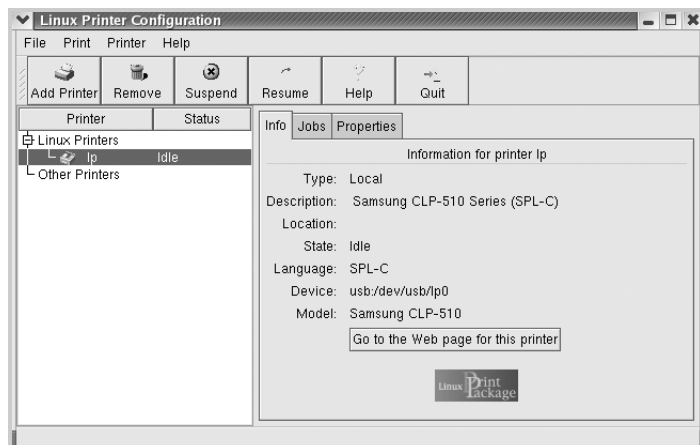 Linux Printer Configuration
File Print Printer Help
Add Printer Remove Suspend Resume Help Quit
Printer Status
Linux Printers
lp Idle
Other Printers
Info Jobs Properties
Information for printer lp
Type: Local
Description: Samsung CLP-510 Series (SPL-C)
Location:
State: Idle
Language: SPL-C
Device: usb:/dev/usb/lp0
Model: Samsung CLP-510
Go to the Web page for this printer
Linux Print
Package